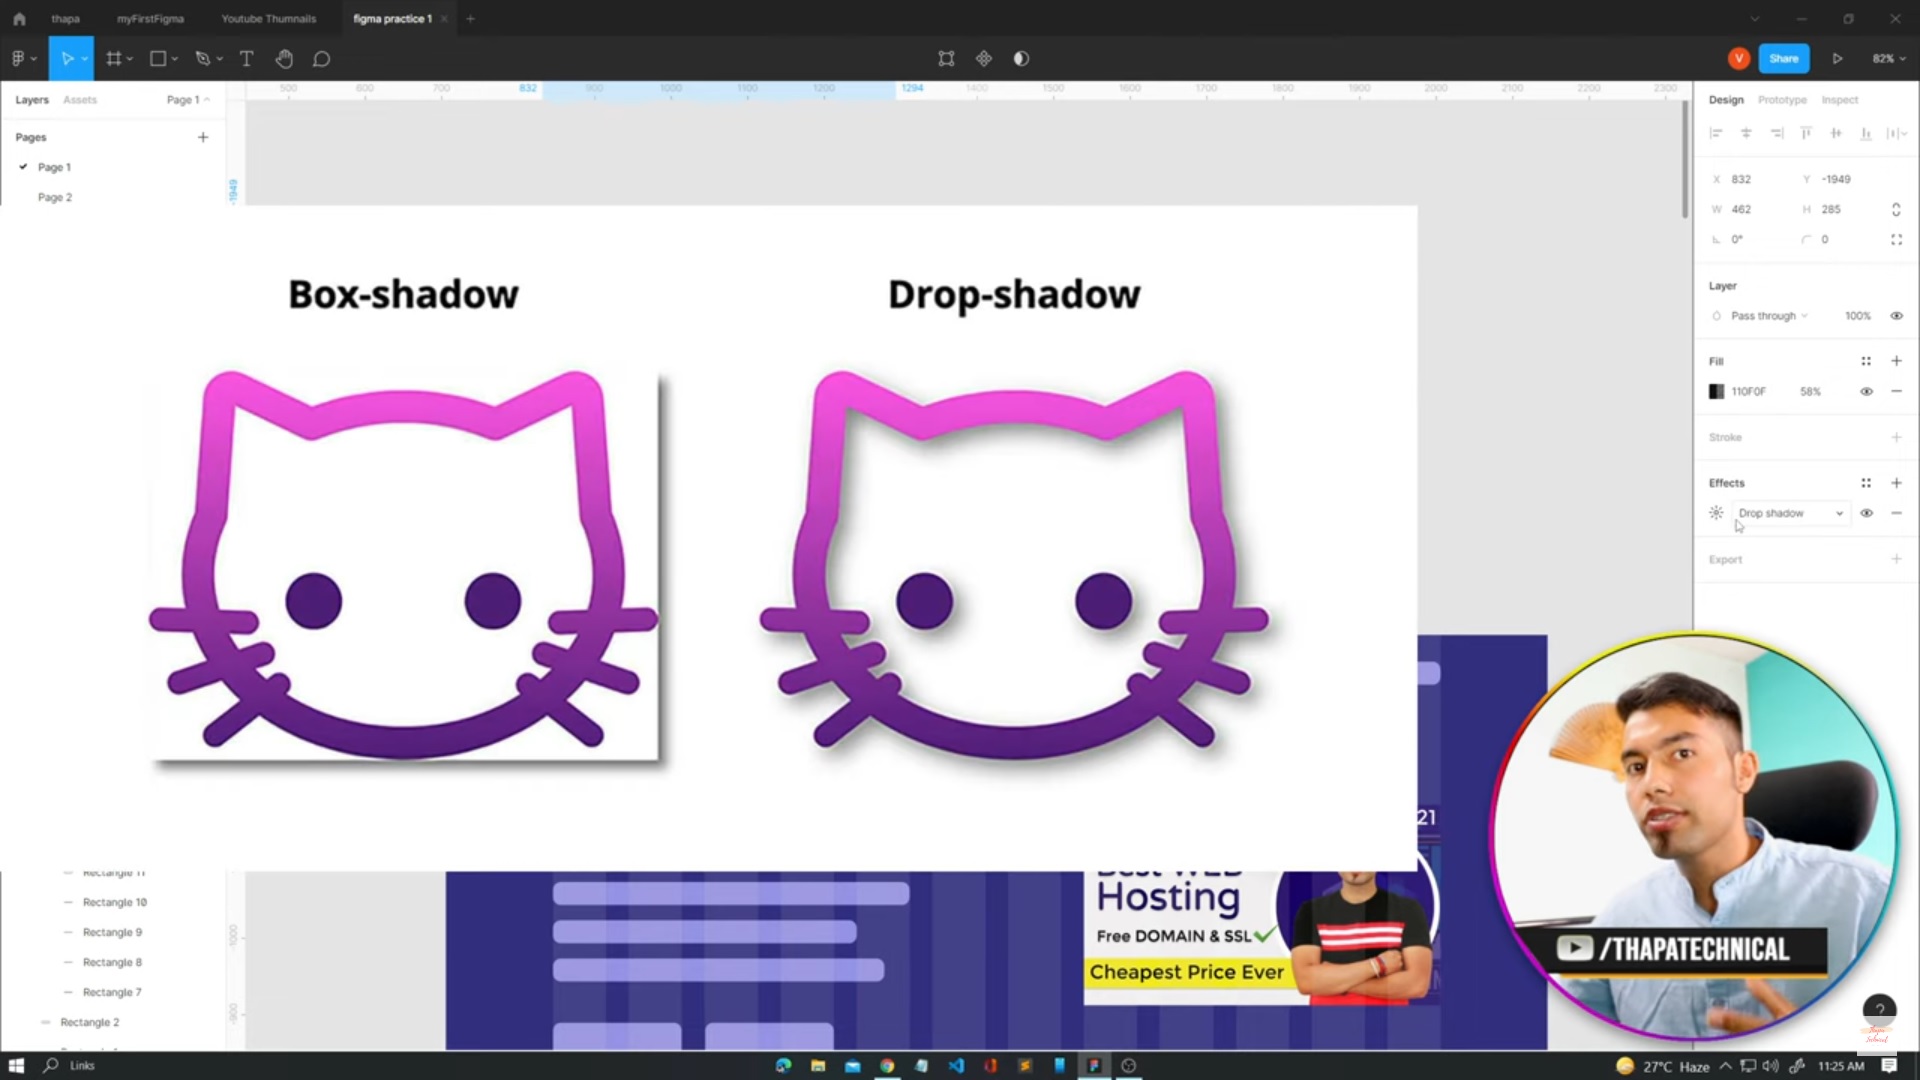 thapa
myFirstFigma
Youtube Thumnails
figma practice 1
Share
V
82%
Layers
Assets
Page 1
500
600
700
832
900
1000
1100
1200
1294
1400
1500
1600
1700
1800
1900
2000
2100
2200
2300
Design
Prototype
Inspect
Pages
Page 1
Page 2
-1949
X 832
Y -1949
W 462
H 285
0°
0
Layer
Pass through
100%
Fill
110F0F
58%
Stroke
Effects
Drop shadow
Export
Box-shadow
Drop-shadow
21
Rectangle 11
Rectangle 10
Rectangle 9
Rectangle 8
Rectangle 7
Rectangle 2
-1000
-900
Best WEB
Hosting
Free DOMAIN & SSL
Cheapest Price Ever
/THAPATECHNICAL
?
Links
27°C Haze
11:25 AM